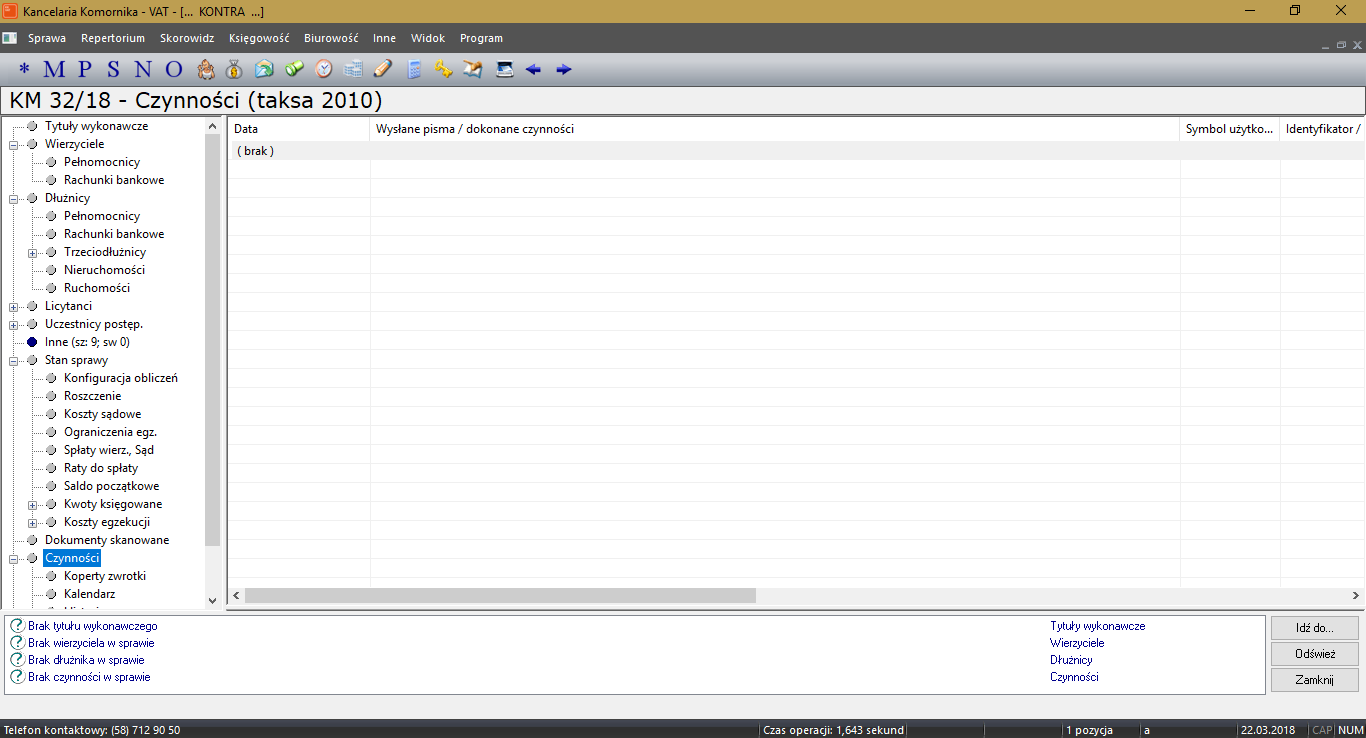 Kancelaria Komornika - VAT - [... KONTRA ...]
Sprawa Repertorium Skorowidz Księgowość Biurowość Inne Widok Program
* M P S N O
KM 32/18 - Czynności (taksa 2010)
Tytuły wykonawcze
Wierzyciele
Pełnomocnicy
Rachunki bankowe
Dłużnicy
Pełnomocnicy
Rachunki bankowe
Trzeciodłużnicy
Nieruchomości
Ruchomości
Licytanci
Uczestnicy postęp.
Inne (sz: 9; sw 0)
Stan sprawy
Konfiguracja obliczeń
Roszczenie
Koszty sądowe
Ograniczenia egz.
Spłaty wierz., Sąd
Raty do spłaty
Saldo początkowe
Kwoty księgowane
Koszty egzekucji
Dokumenty skanowane
Czynności
Koperty zwrotki
Kalendarz
Data Wysłane pisma / dokonane czynności Symbol użytko... Identyfikator /
( brak )
Brak tytułu wykonawczego Tytuły wykonawcze
Brak wierzyciela w sprawie Wierzyciele
Brak dłużnika w sprawie Dłużnicy
Brak czynności w sprawie Czynności
Idź do...
Odśwież
Zamknij
Telefon kontaktowy: (58) 712 90 50 Czas operacji: 1,643 sekund 1 pozycja a 22.03.2018 CAP NUM